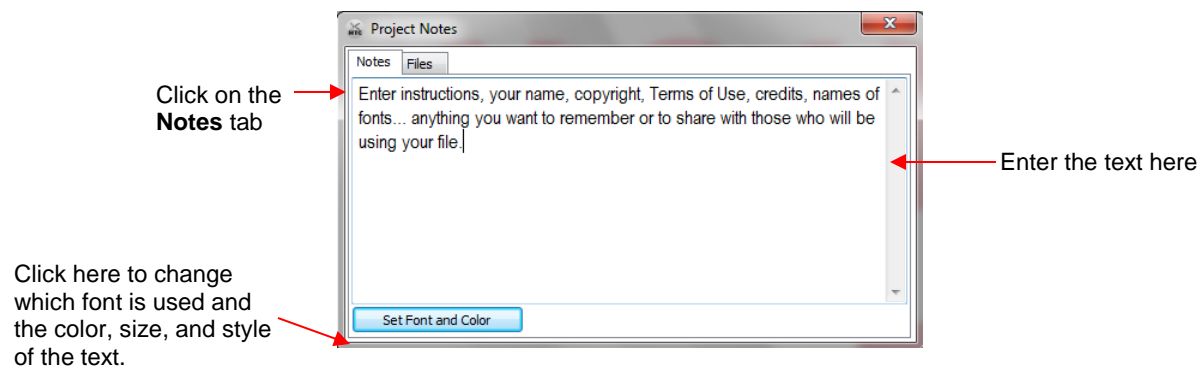 MTC Project Notes
Notes Files
Click on the
Notes tab
Enter instructions, your name, copyright, Terms of Use, credits, names of
fonts... anything you want to remember or to share with those who will be
using your file.
Enter the text here
Click here to change
which font is used and
the color, size, and style
of the text.
Set Font and Color